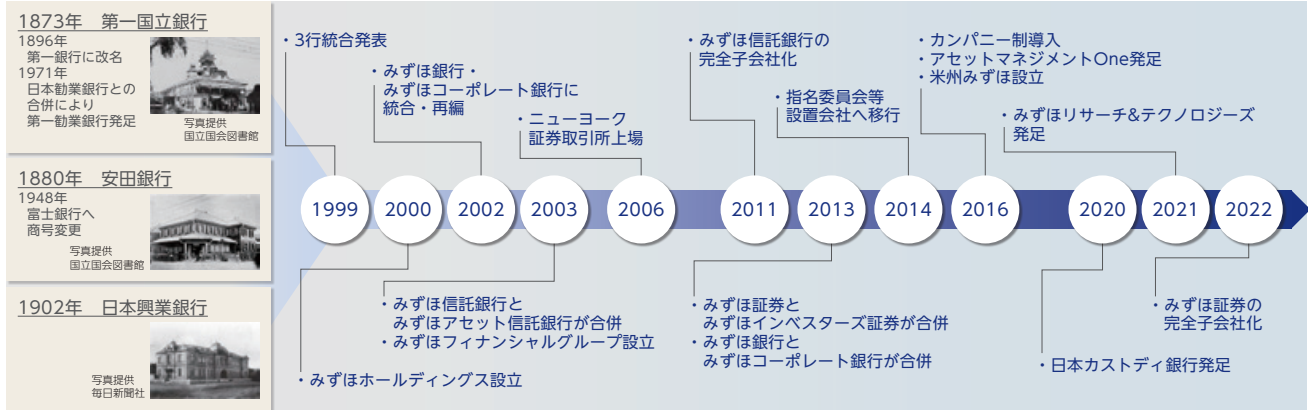 1873年　第一国立銀行
1896年
第一銀行に改名
1971年
日本勧業銀行との
合併により
第一勧業銀行発足
写真提供
国立国会図書館
1880年　安田銀行
1948年
富士銀行へ
商号変更
写真提供
国立国会図書館
1902年　日本興業銀行
写真提供
毎日新聞社
・3行統合発表
・みずほ銀行・
みずほコーポレート銀行に
統合・再編
・ニューヨーク
証券取引所上場
・みずほ信託銀行の
完全子会社化
・指名委員会等
設置会社へ移行
・カンパニー制導入
・アセットマネジメントOne発足
・米州みずほ設立
・みずほリサーチ&テクノロジーズ
発足
1999
2000
2002
2003
2006
2011
2013
2014
2016
2020
2021
2022
・みずほホールディングス設立
・みずほ信託銀行と
みずほアセット信託銀行が合併
・みずほフィナンシャルグループ設立
・みずほ証券と
みずほインベスターズ証券が合併
・みずほ銀行と
みずほコーポレート銀行が合併
・日本カストディ銀行発足
・みずほ証券の
完全子会社化